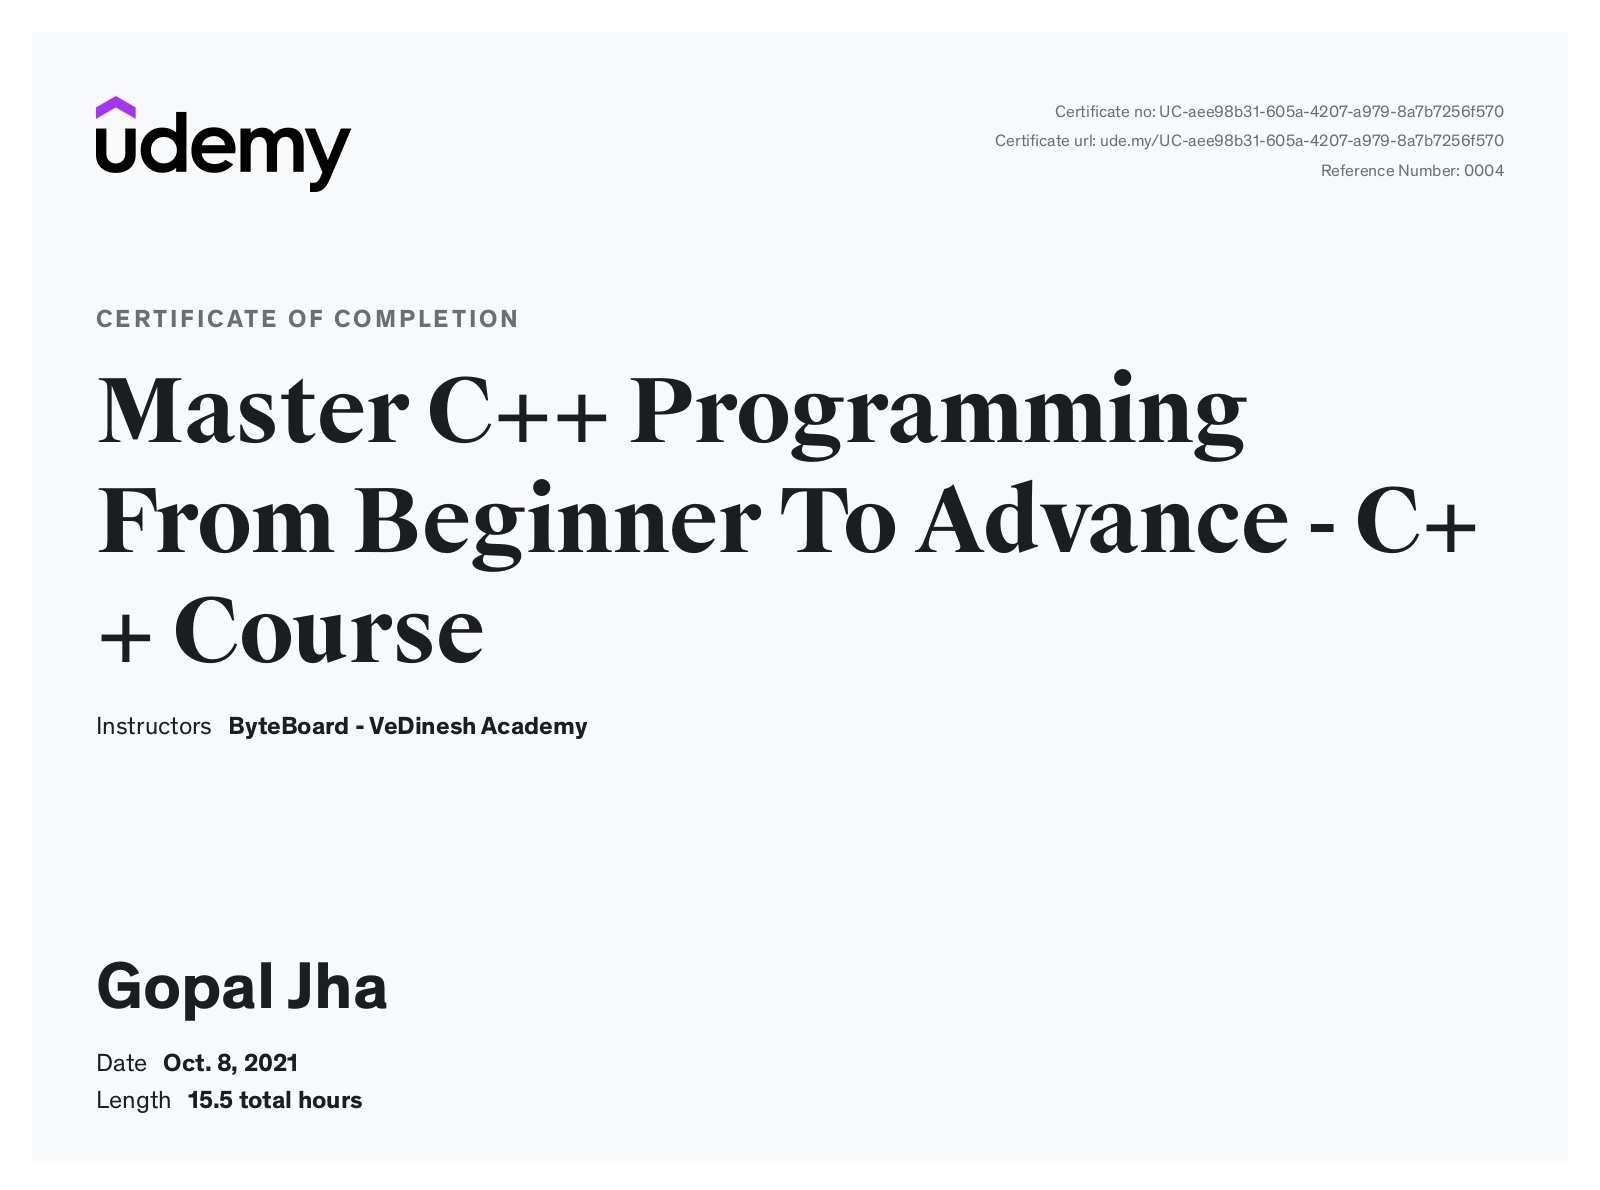 udemy
Certificate no: UC-aee98b31-605a-4207-a979-8a7b7256f570
Certificate url: ude.my/UC-aee98b31-605a-4207-a979-8a7b7256f570
Reference Number: 0004
CERTIFICATE OF COMPLETION
Master C++ Programming
From Beginner To Advance - C+
+ Course
Instructors ByteBoard - VeDinesh Academy
Gopal Jha
Date Oct. 8, 2021
Length 15.5 total hours